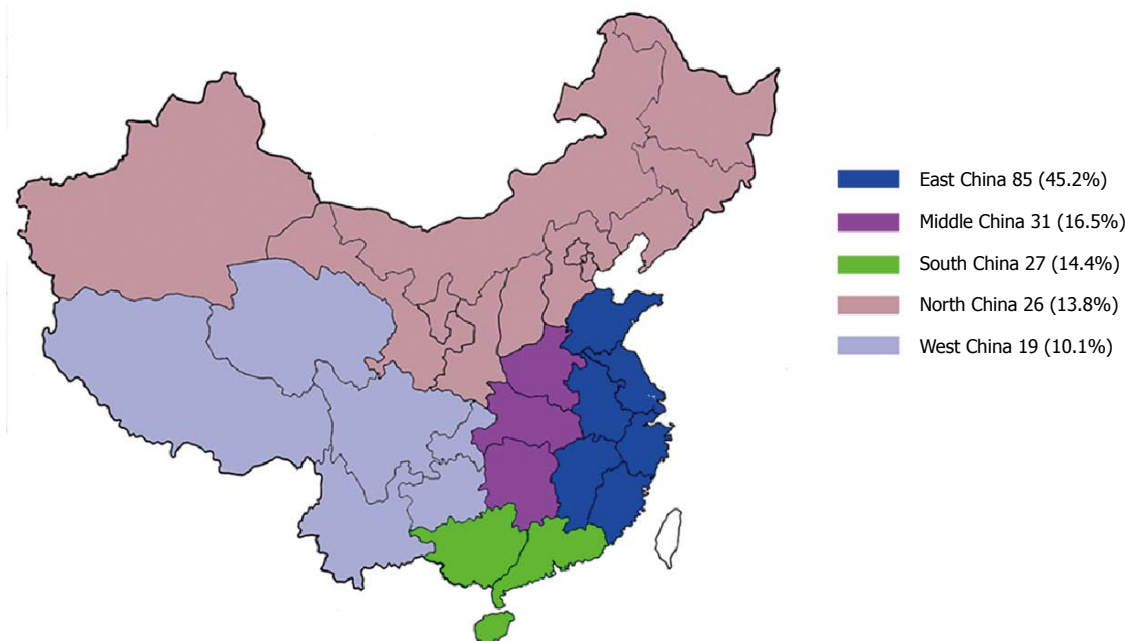 East China 85 (45.2%)
Middle China 31 (16.5%)
South China 27 (14.4%)
North China 26 (13.8%)
West China 19 (10.1%)